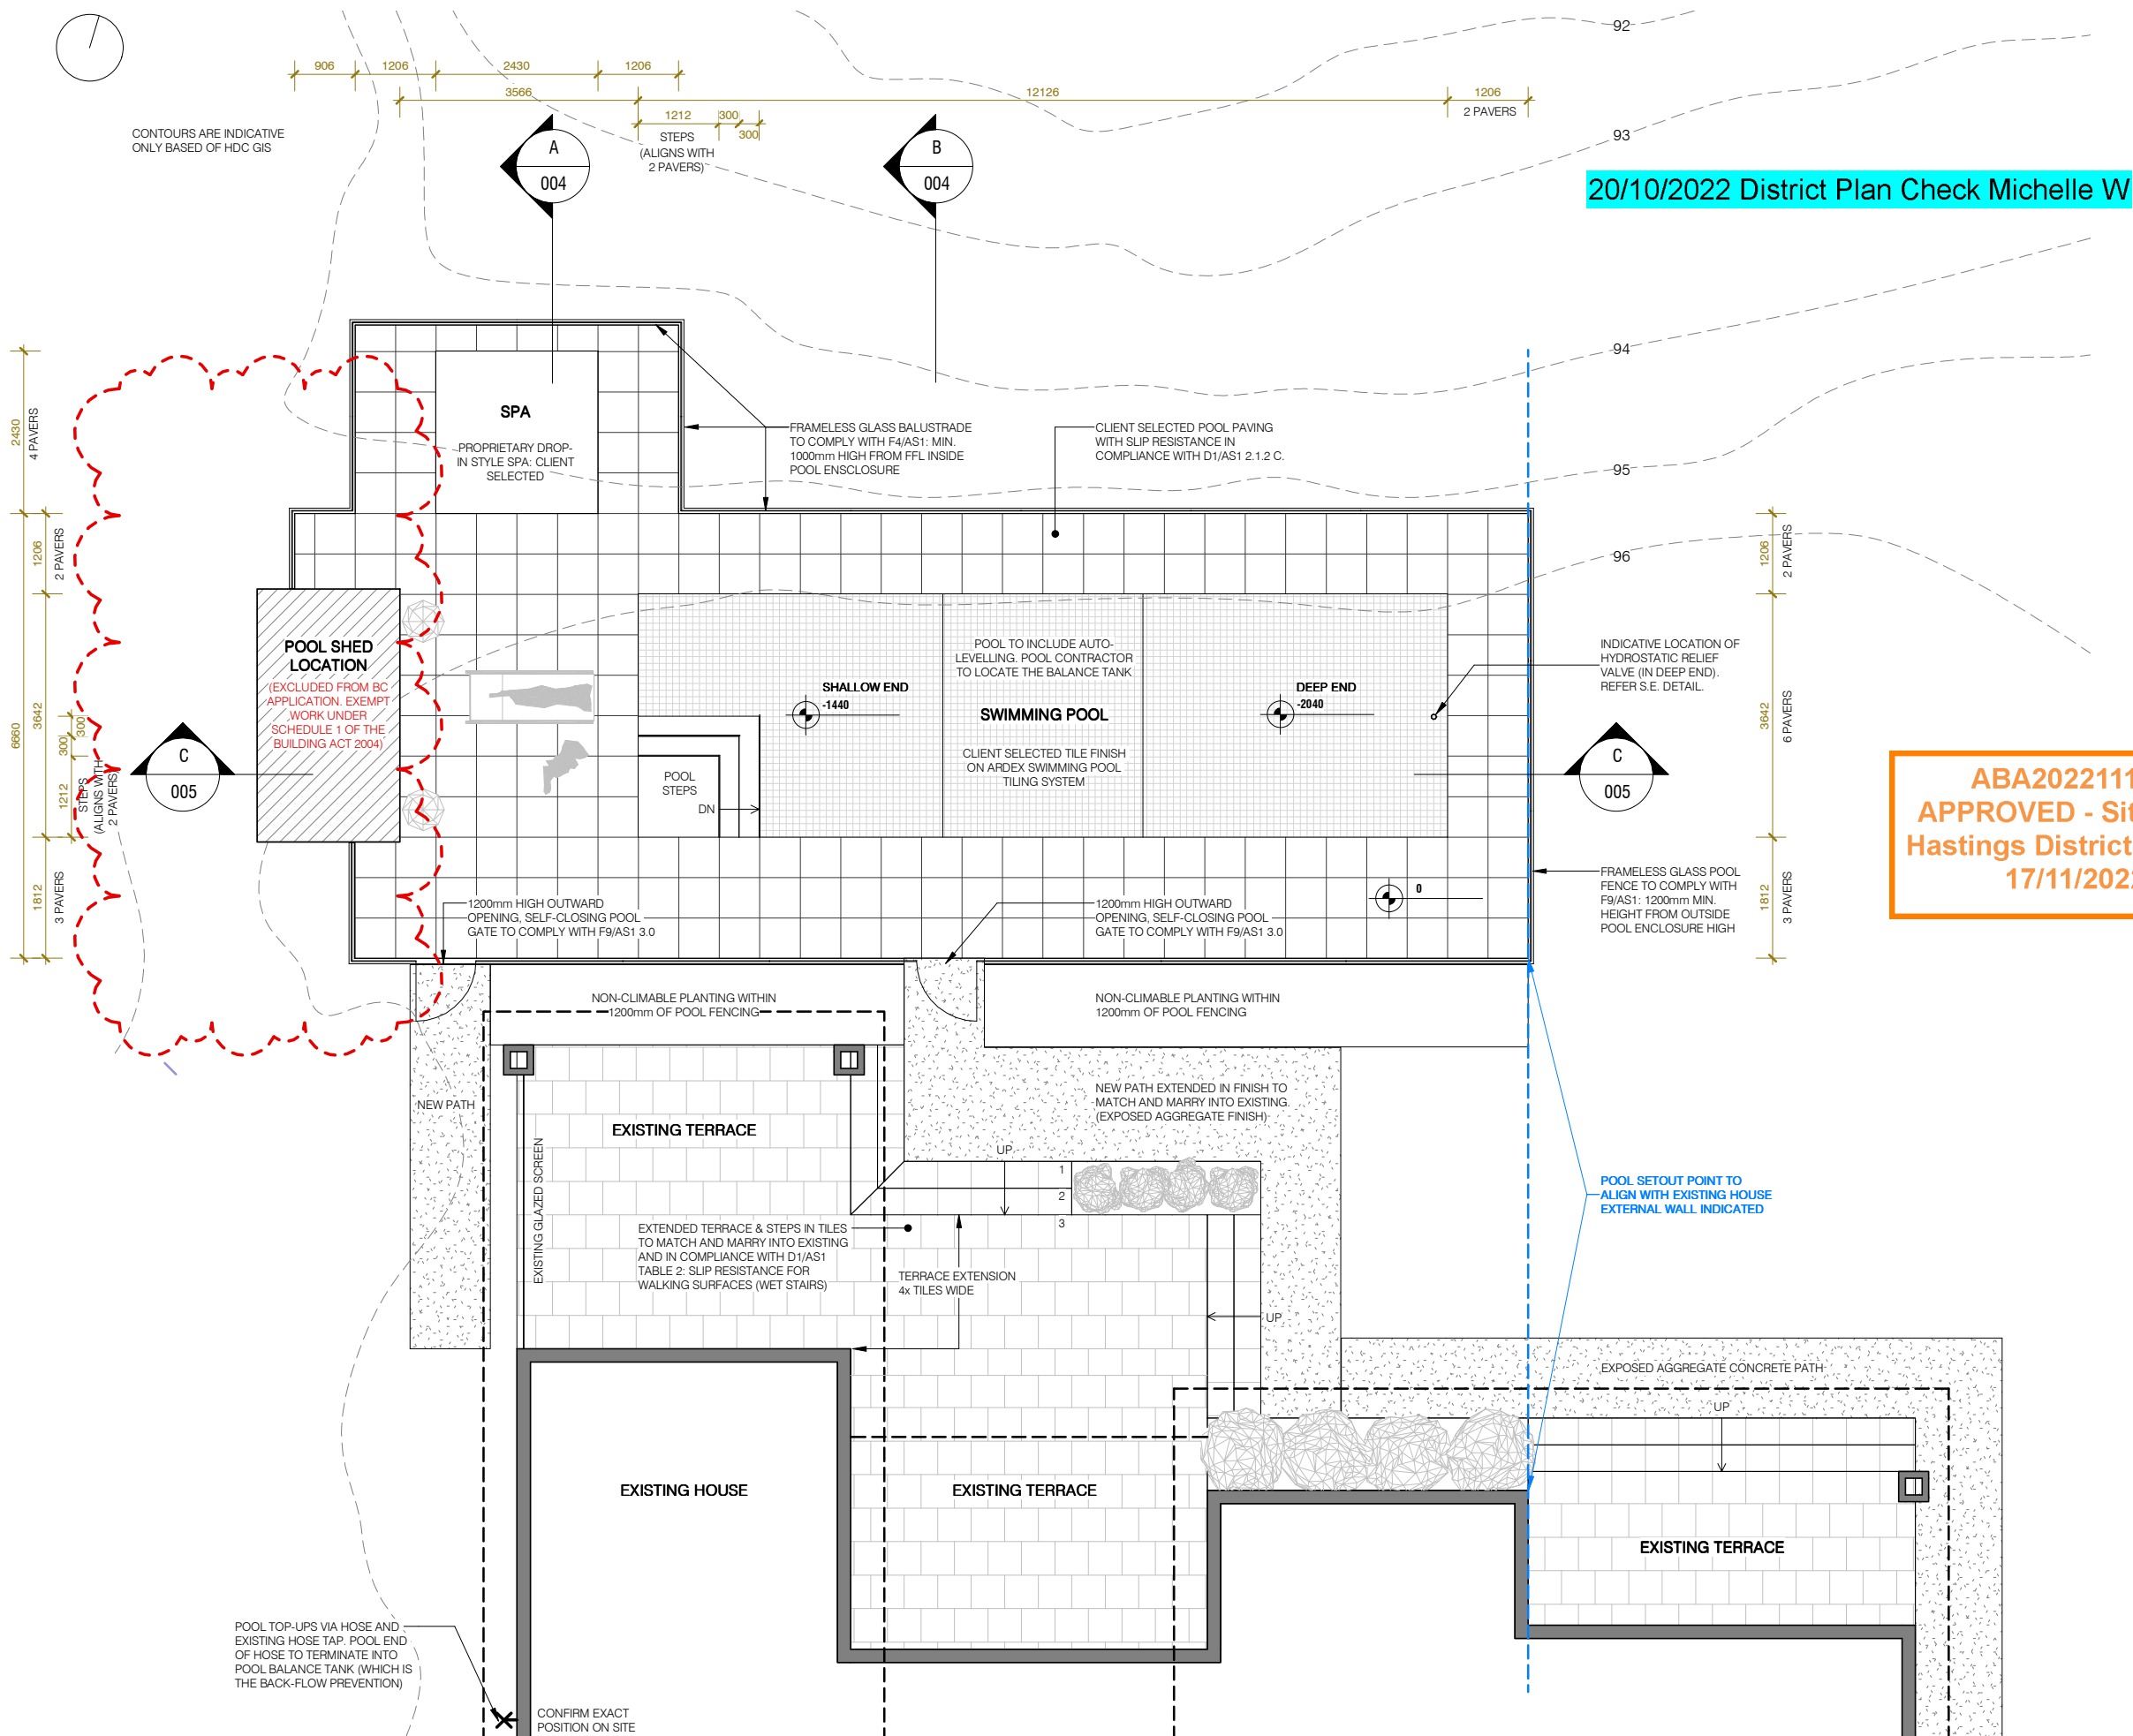 92
906
1206
2430
1206
3566
12126
1206
2 PAVERS
1212
300
300
STEPS
(ALIGNS WITH
2 PAVERS)
CONTOURS ARE INDICATIVE
ONLY BASED OF HDC GIS
A
004
B
004
93
20/10/2022 District Plan Check Michelle W
94
2430
4 PAVERS
SPA
PROPRIETARY DROP-
IN STYLE SPA: CLIENT
SELECTED
FRAMELESS GLASS BALUSTRADE
TO COMPLY WITH F4/AS1: MIN.
1000mm HIGH FROM FFL INSIDE
POOL ENSCLOSURE
CLIENT SELECTED POOL PAVING
WITH SLIP RESISTANCE IN
COMPLIANCE WITH D1/AS1 2.1.2 C.
95
96
1206
2 PAVERS
1206
2 PAVERS
6660
3642
300
300
1212
STEPS
(ALIGNS WITH
2 PAVERS)
1812
3 PAVERS
POOL SHED
LOCATION
(EXCLUDED FROM BC
APPLICATION. EXEMPT
WORK UNDER
SCHEDULE 1 OF THE
BUILDING ACT 2004)
C
005
POOL TO INCLUDE AUTO-
LEVELLING. POOL CONTRACTOR
TO LOCATE THE BALANCE TANK
SHALLOW END
-1440
DEEP END
-2040
SWIMMING POOL
CLIENT SELECTED TILE FINISH
ON ARDEX SWIMMING POOL
TILING SYSTEM
POOL
STEPS
DN
INDICATIVE LOCATION OF
HYDROSTATIC RELIEF
VALVE (IN DEEP END).
REFER S.E. DETAIL.
3642
6 PAVERS
C
005
ABA2022111
APPROVED - Sit
Hastings District
17/11/202
FRAMELESS GLASS POOL
FENCE TO COMPLY WITH
F9/AS1: 1200mm MIN.
HEIGHT FROM OUTSIDE
POOL ENCLOSURE HIGH
1812
3 PAVERS
0
1200mm HIGH OUTWARD
OPENING, SELF-CLOSING POOL
GATE TO COMPLY WITH F9/AS1 3.0
1200mm HIGH OUTWARD
OPENING, SELF-CLOSING POOL
GATE TO COMPLY WITH F9/AS1 3.0
NON-CLIMABLE PLANTING WITHIN
1200mm OF POOL FENCING
NON-CLIMABLE PLANTING WITHIN
1200mm OF POOL FENCING
NEW PATH
EXISTING TERRACE
EXISTING GLAZED SCREEN
NEW PATH EXTENDED IN FINISH TO
MATCH AND MARRY INTO EXISTING.
(EXPOSED AGGREGATE FINISH)
UP
1
2
3
EXTENDED TERRACE & STEPS IN TILES
TO MATCH AND MARRY INTO EXISTING
AND IN COMPLIANCE WITH D1/AS1
TABLE 2: SLIP RESISTANCE FOR
WALKING SURFACES (WET STAIRS)
TERRACE EXTENSION
4x TILES WIDE
UP
POOL SETOUT POINT TO
ALIGN WITH EXISTING HOUSE
EXTERNAL WALL INDICATED
EXPOSED AGGREGATE CONCRETE PATH
UP
EXISTING HOUSE
EXISTING TERRACE
EXISTING TERRACE
POOL TOP-UPS VIA HOSE AND
EXISTING HOSE TAP. POOL END
OF HOSE TO TERMINATE INTO
POOL BALANCE TANK (WHICH IS
THE BACK-FLOW PREVENTION)
CONFIRM EXACT
POSITION ON SITE